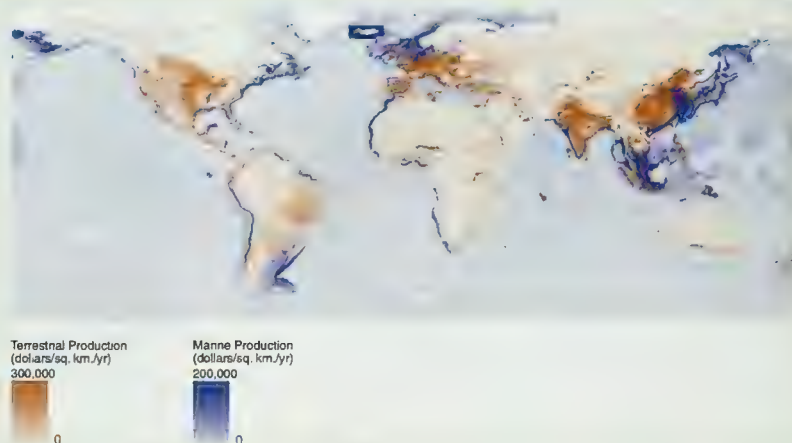 Terrestrial Production
(dollars/sq. km./yr)
300,000
0
Marine Production
(dollars/sq. km./yr)
200,000
0